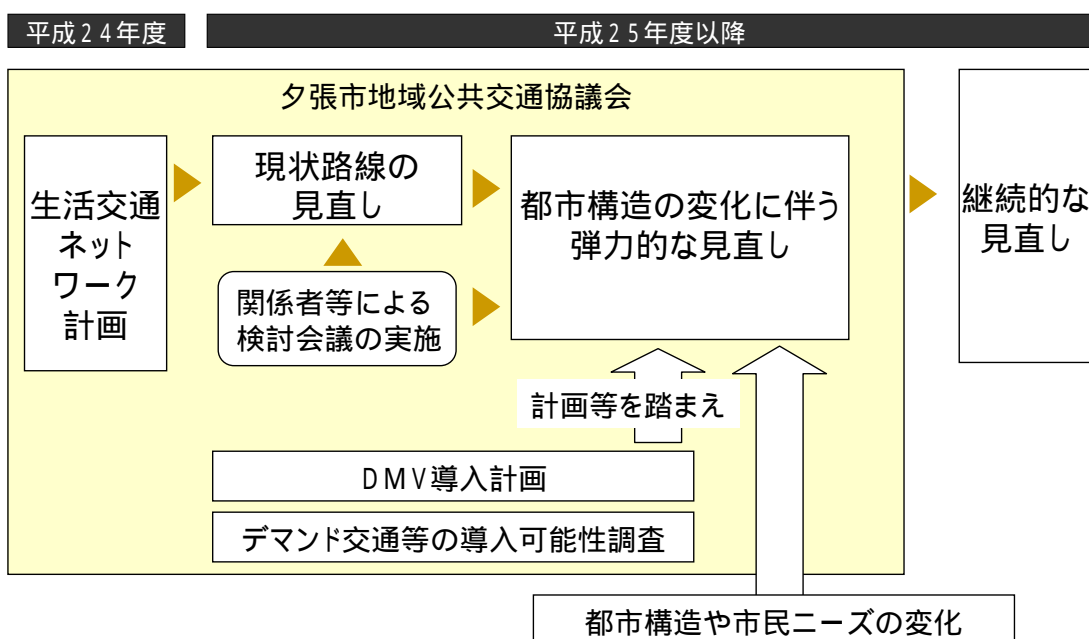 平成24年度
平成25年度以降
夕張市地域公共交通協議会
生活交通
ネット
ワーク
計画
現状路線の
見直し
関係者等による
検討会議の実施
都市構造の変化に伴う
弾力的な見直し
継続的な
見直し
計画等を踏まえ
DMV導入計画
デマンド交通等の導入可能性調査
都市構造や市民ニーズの変化